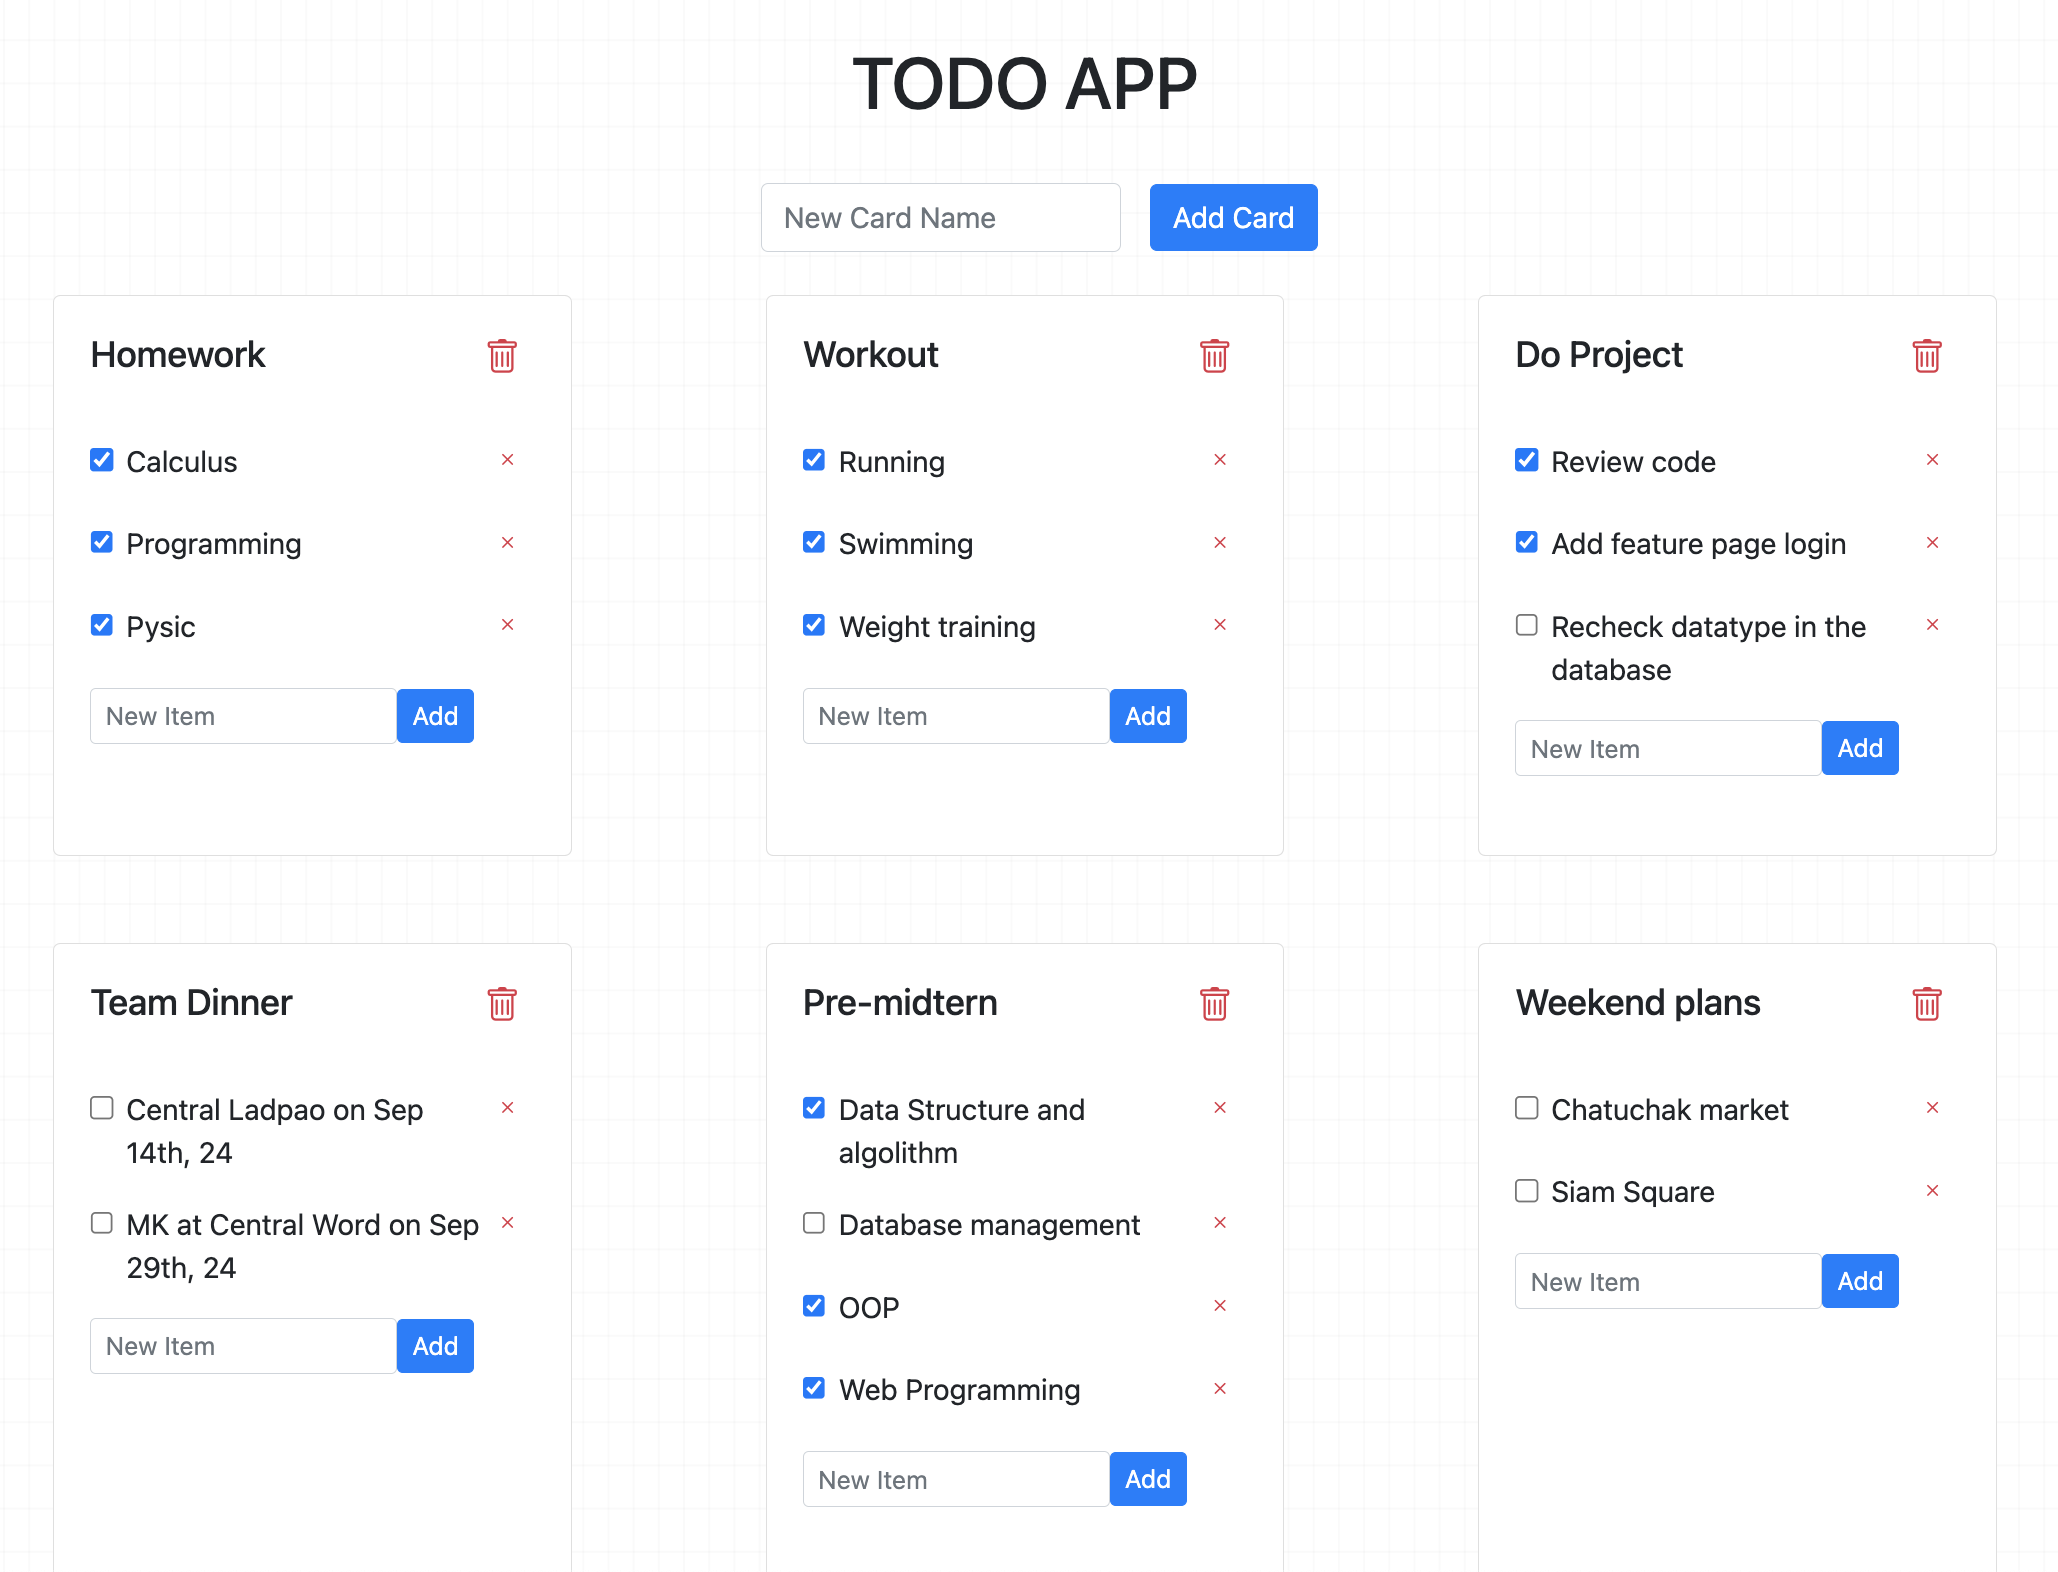 TODO APP
New Card Name
Add Card
Homework
Calculus
Programming
Pysic
New Item
Add
Workout
Running
Swimming
Weight training
New Item
Add
Do Project
Review code
Add feature page login
Recheck datatype in the
database
New Item
Add
Team Dinner
Central Ladpao on Sep
14th, 24
MK at Central Word on Sep
29th, 24
New Item
Add
Pre-midtern
Data Structure and
algolithm
Database management
OOP
Web Programming
New Item
Add
Weekend plans
Chatuchak market
Siam Square
New Item
Add